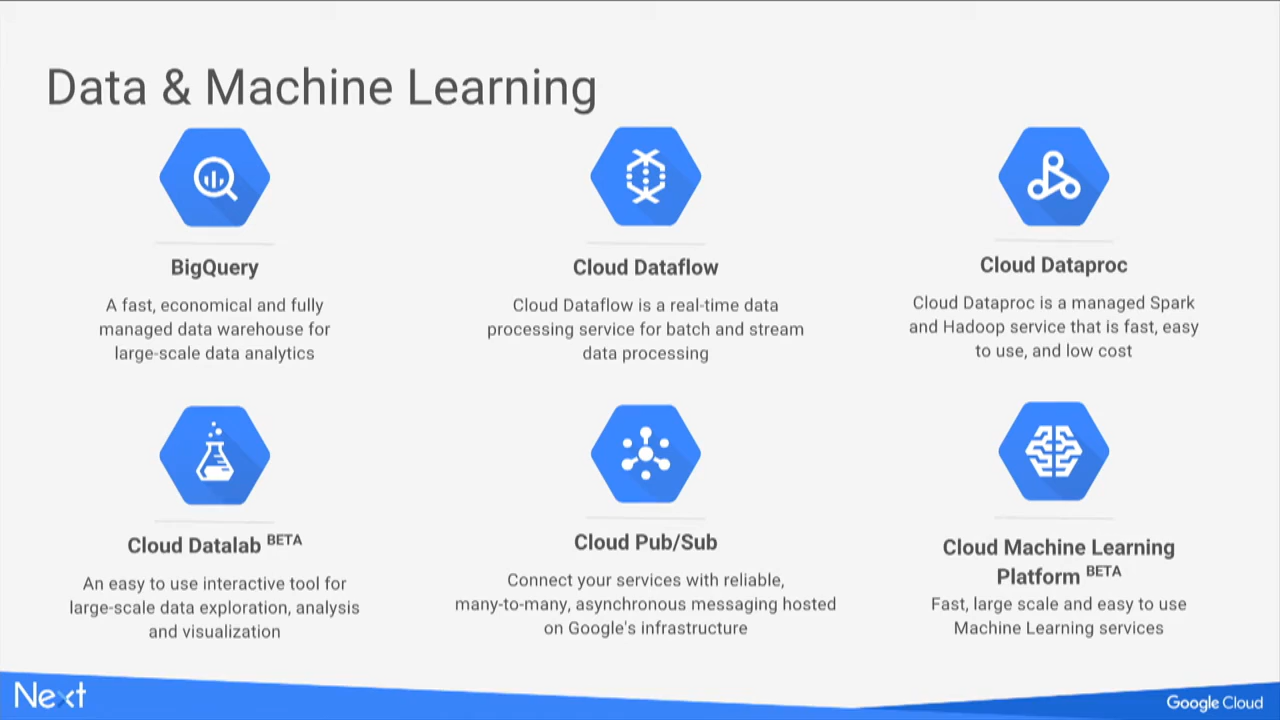 Data & Machine Learning
BigQuery
A fast, economical and fully
managed data warehouse for
large-scale data analytics
Cloud Dataflow
Cloud Dataflow is a real-time data
processing service for batch and stream
data processing
Cloud Dataproc
Cloud Dataproc is a managed Spark
and Hadoop service that is fast, easy
to use, and low cost
Cloud Datalab BETA
An easy to use interactive tool for
large-scale data exploration, analysis
and visualization
Cloud Pub/Sub
Connect your services with reliable,
many-to-many, asynchronous messaging hosted
on Google's infrastructure
Cloud Machine Learning
Platform BETA
Fast, large scale and easy to use
Machine Learning services
Next
Google Cloud